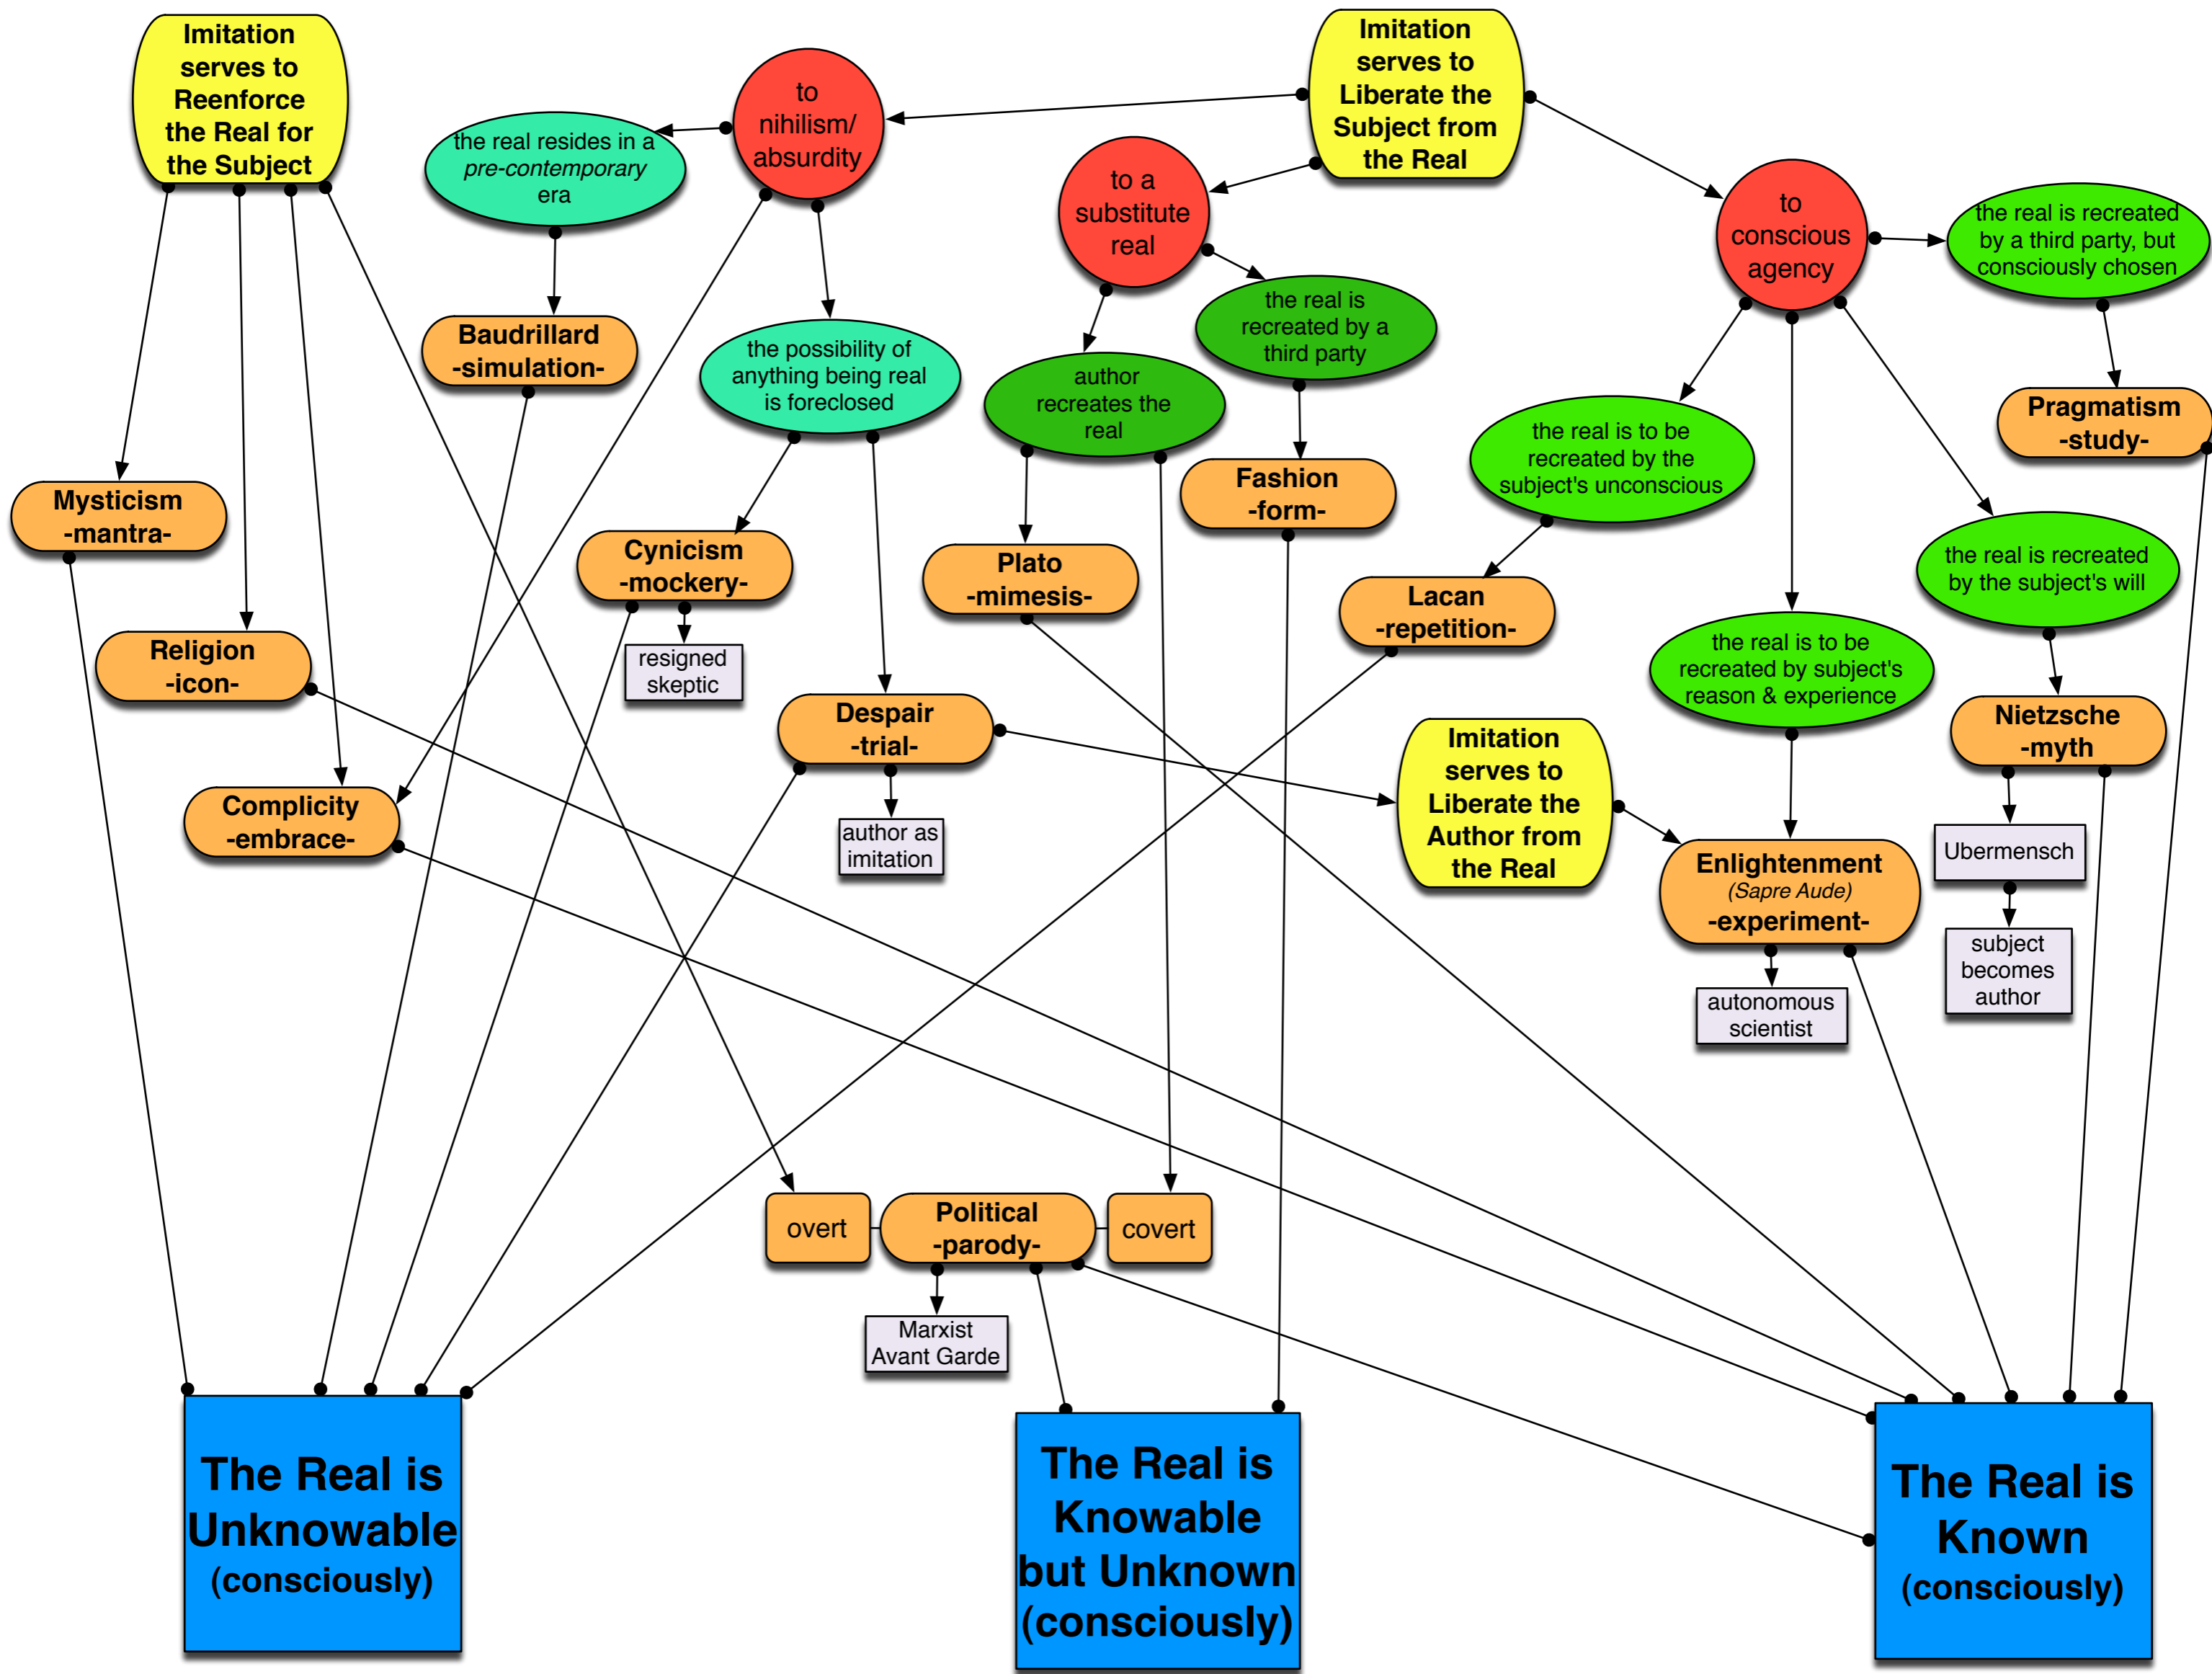 Imitation
serves to
Reenforce
the Real for
the Subject
to
nihilism/
absurdity
Imitation
serves to
Liberate the
Subject from
the Real
the real resides in a
pre-contemporary
era
to a
substitute
real
to
conscious
agency
the real is recreated
by a third party, but
consciously chosen
Baudrillard
-simulation-
the possibility of
anything being real
is foreclosed
the real is
recreated by a
third party
author
recreates the
real
Pragmatism
-study-
the real is to be
recreated by the
subject's unconscious
Mysticism
-mantra-
Fashion
-form-
Cynicism
-mockery-
Plato
-mimesis-
the real is recreated
by the subject's will
Lacan
-repetition-
Religion
-icon-
resigned
skeptic
the real is to be
recreated by subject's
reason & experience
Despair
-trial-
Nietzsche
-myth
Imitation
serves to
Liberate the
Author from
the Real
Complicity
-embrace-
author as
imitation
Ubermensch
Enlightenment
(Sapre Aude)
-experiment-
subject
becomes
author
autonomous
scientist
overt
Political
-parody-
covert
Marxist
Avant Garde
The Real is
Unknowable
(consciously)
The Real is
Knowable
but Unknown
(consciously)
The Real is
Known
(consciously)